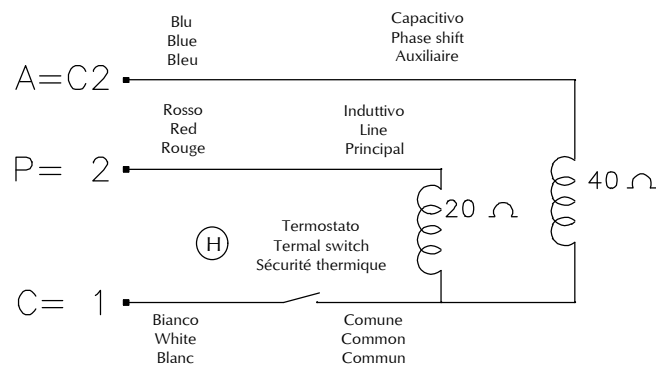 Blu
Blue
Bleu
Capacitivo
Phase shift
Auxiliaire
A=C2
Rosso
Red
Rouge
Induttivo
Line
Principal
P= 2
40 Ω
20 Ω
H
Termostato
Termal switch
Sécurité thermique
C= 1
Bianco
White
Blanc
Comune
Common
Commun